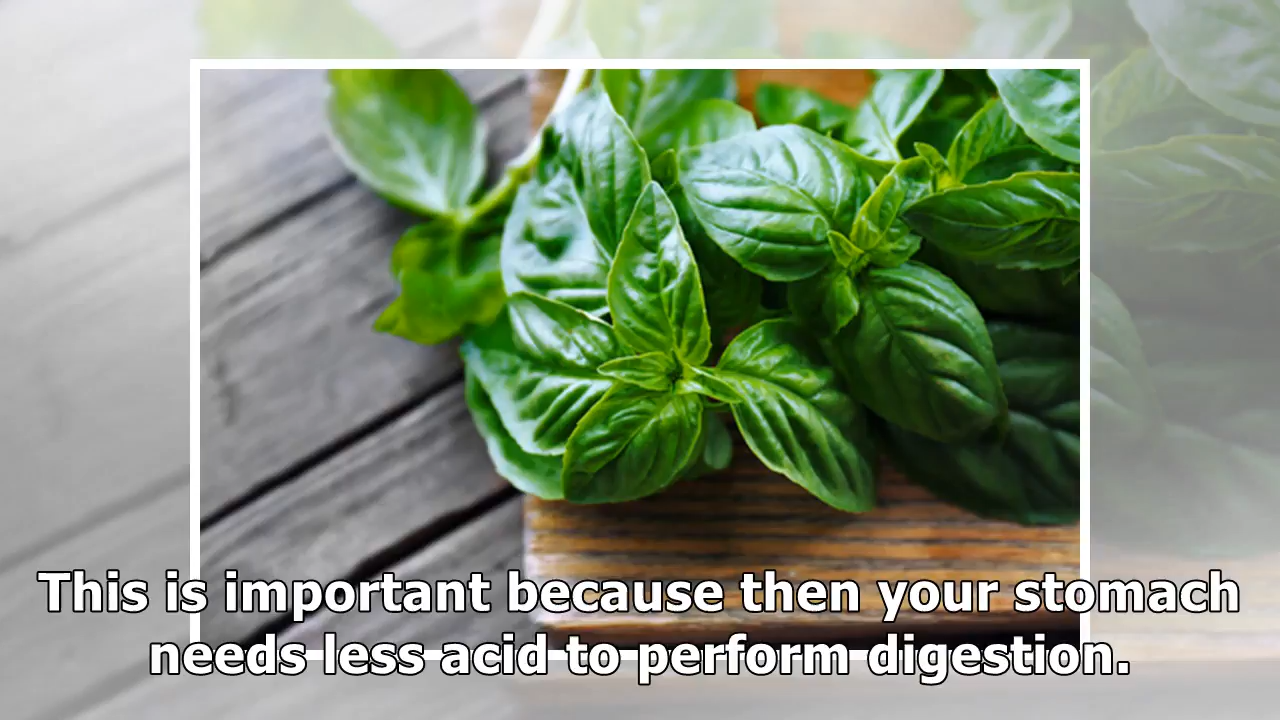 This is important because then your stomach
needs less acid to perform digestion.